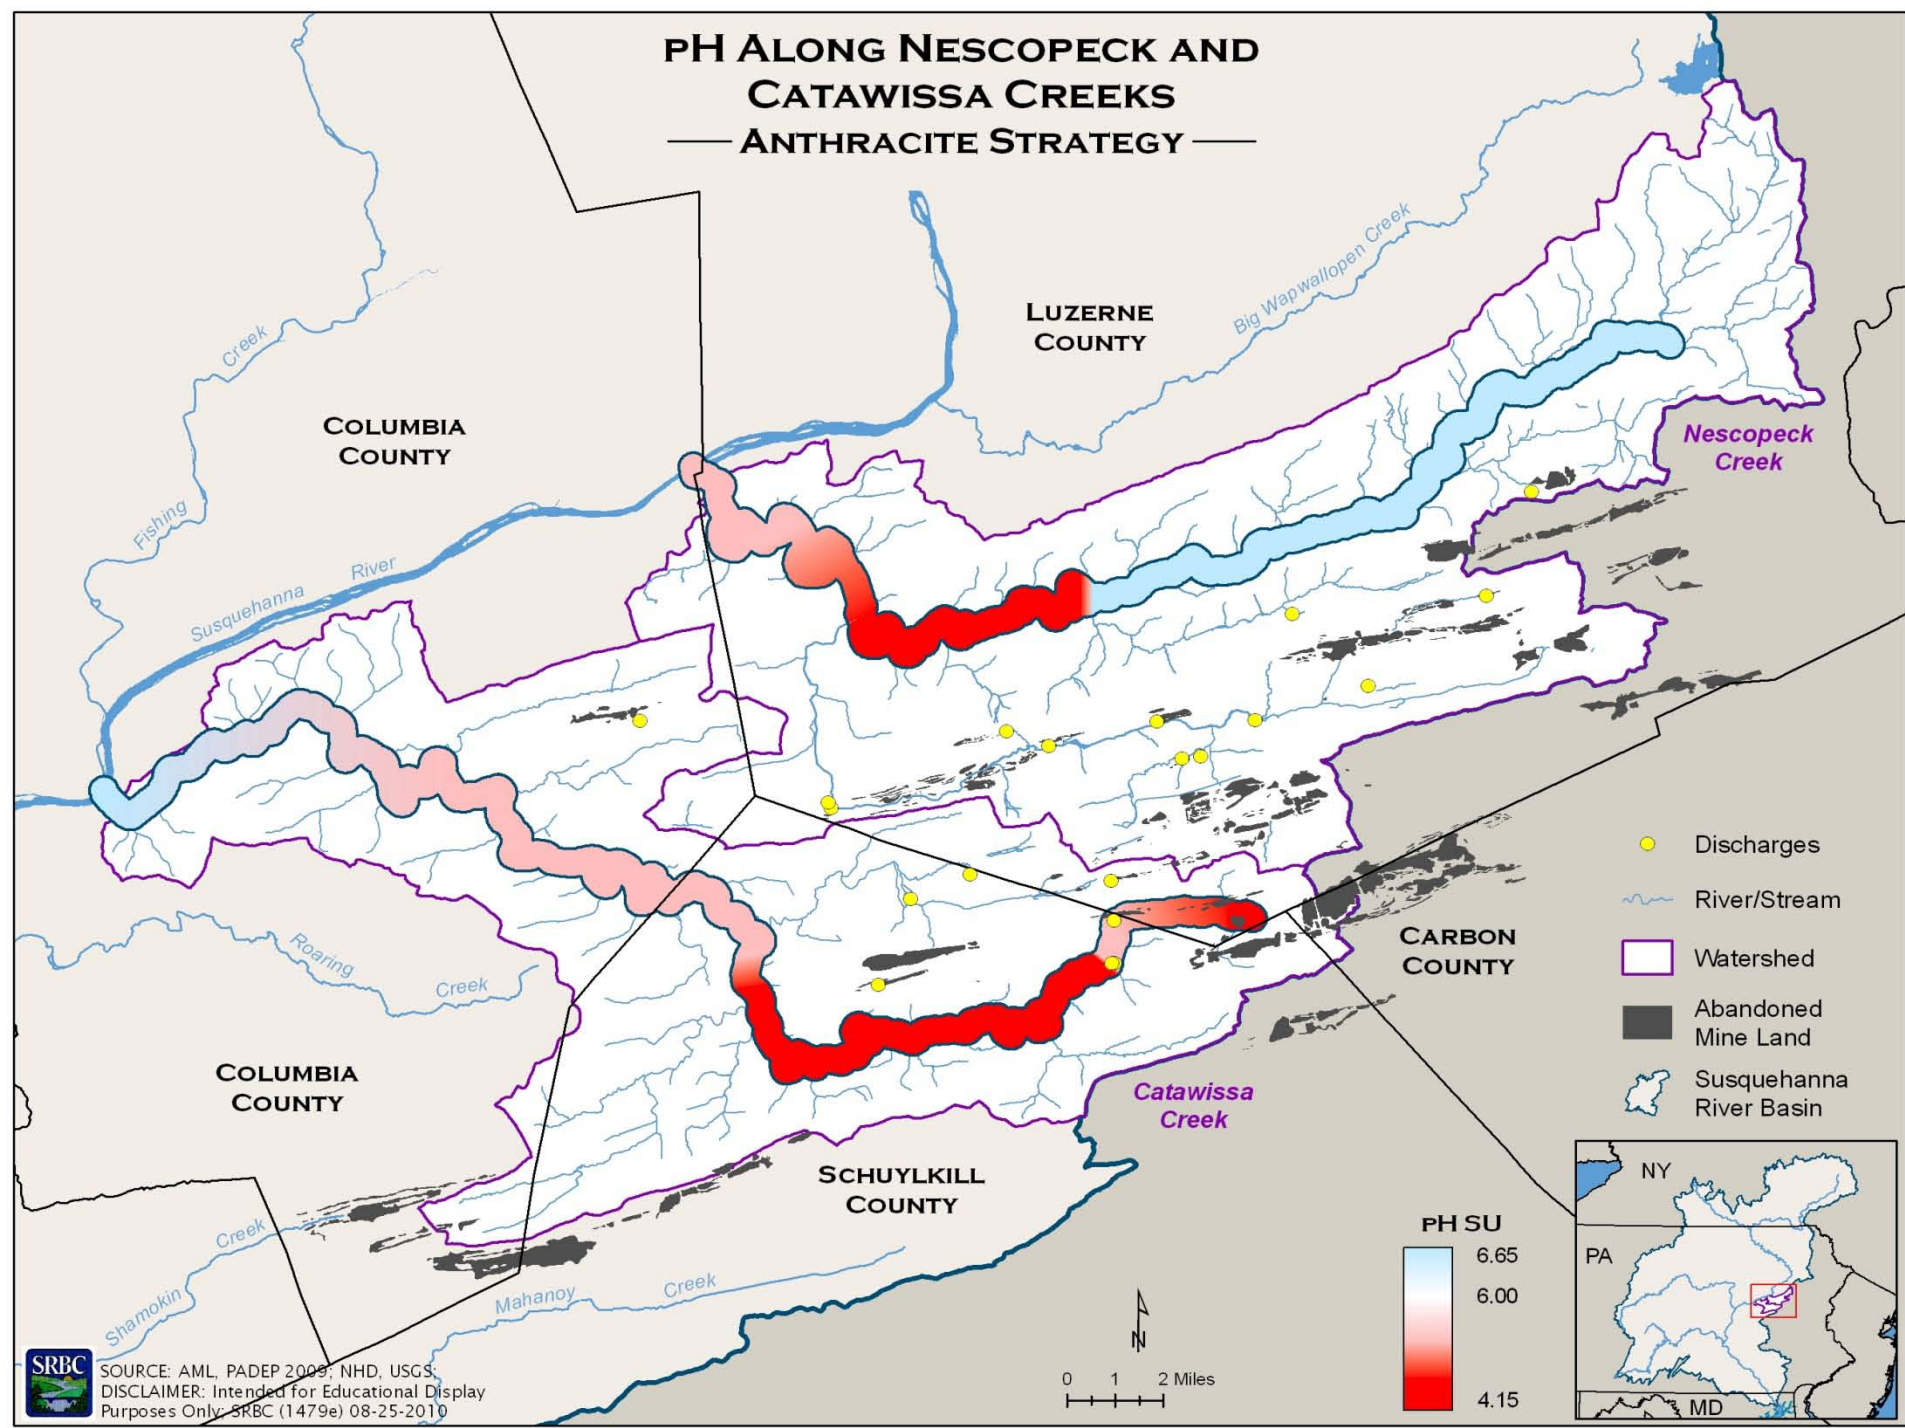 pH Along Nescopeck and
Catawissa Creeks
Anthracite Strategy
Luzerne
County
Big Wapwallopen Creek
Columbia
County
Fishing
Creek
Susquehanna
River
Nescopeck
Creek
Roaring
Creek
Columbia
County
Carbon
County
Catawissa
Creek
Schuylkill
County
Shamokin
Creek
Mahanoy
Creek
Discharges
River/Stream
Watershed
Abandoned
Mine Land
Susquehanna
River Basin
pH SU
6.65
6.00
4.15
N
0 1 2 Miles
NY
PA
MD
SRBC
SOURCE: AML, PADEP 2009; NHD, USGS;
DISCLAIMER: Intended for Educational Display
Purposes Only; SRBC (1479e) 08-25-2010